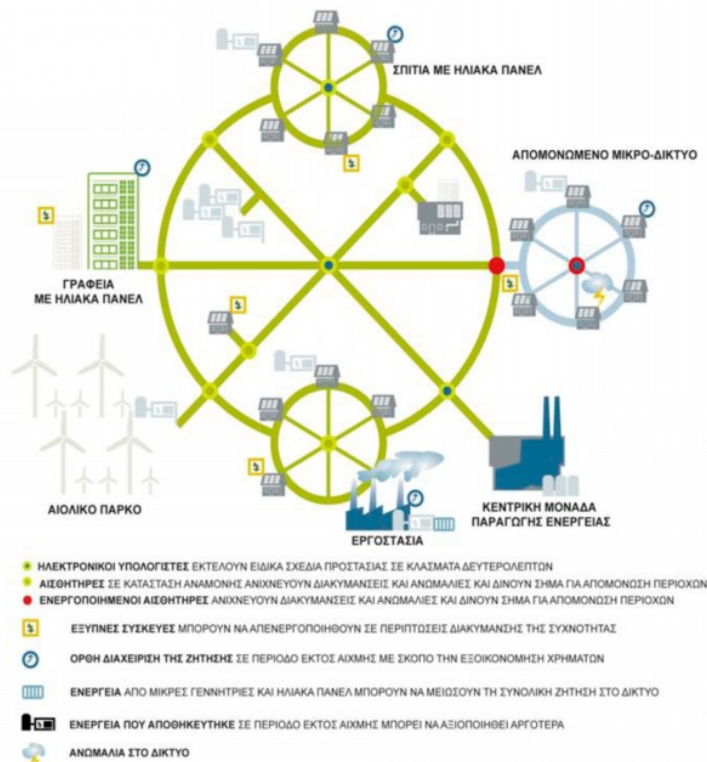 ΣΠΙΤΙΑ ΜΕ ΗΛΙΑΚΑ ΠΑΝΕΛ
ΑΠΟΜΟΝΩΜΕΝΟ ΜΙΚΡΟ-ΔΙΚΤΥΟ
ΓΡΑΦΕΙΑ
ΜΕ ΗΛΙΑΚΑ ΠΑΝΕΛ
ΑΙΟΛΙΚΟ ΠΑΡΚΟ
ΕΡΓΟΣΤΑΣΙΑ
ΚΕΝΤΡΙΚΗ ΜΟΝΑΔΑ
ΠΑΡΑΓΩΓΗΣ ΕΝΕΡΓΕΙΑΣ
ΗΛΕΚΤΡΟΝΙΚΟΙ ΥΠΟΛΟΓΙΣΤΕΣ ΕΚΤΕΛΟΥΝ ΕΙΔΙΚΑ ΣΧΕΔΙΑ ΠΡΟΣΤΑΣΙΑΣ ΣΕ ΚΛΑΣΜΑΤΑ ΔΕΥΤΕΡΟΛΕΠΤΩΝ
ΑΙΣΘΗΤΗΡΕΣ ΣΕ ΚΑΤΑΣΤΑΣΗ ΑΝΑΜΟΝΗΣ ΑΝΙΧΝΕΥΟΥΝ ΔΙΑΚΥΜΑΝΣΕΙΣ ΚΑΙ ΑΝΩΜΑΛΙΕΣ ΚΑΙ ΔΙΝΟΥΝ ΣΗΜΑ ΓΙΑ ΑΠΟΜΟΝΩΣΗ ΠΕΡΙΟΧΩΝ
ΕΝΕΡΓΟΠΟΙΗΜΕΝΟΙ ΑΙΣΘΗΤΗΡΕΣ ΑΝΙΧΝΕΥΟΥΝ ΔΙΑΚΥΜΑΝΣΕΙΣ ΚΑΙ ΑΝΩΜΑΛΙΕΣ ΚΑΙ ΔΙΝΟΥΝ ΣΗΜΑ ΓΙΑ ΑΠΟΜΟΝΩΣΗ ΠΕΡΙΟΧΩΝ
ΕΞΥΠΝΕΣ ΣΥΣΚΕΥΕΣ ΜΠΟΡΟΥΝ ΝΑ ΑΠΕΝΕΡΓΟΠΟΙΗΘΟΥΝ ΣΕ ΠΕΡΙΠΤΩΣΕΙΣ ΔΙΑΚΥΜΑΝΣΗΣ ΤΗΣ ΣΥΧΝΟΤΗΤΑΣ
ΟΡΘΗ ΔΙΑΧΕΙΡΙΣΗ ΤΗΣ ΖΗΤΗΣΗΣ ΣΕ ΠΕΡΙΟΔΟ ΕΚΤΟΣ ΑΙΧΜΗΣ ΜΕ ΣΚΟΠΟ ΤΗΝ ΕΞΟΙΚΟΝΟΜΗΣΗ ΧΡΗΜΑΤΩΝ
ΕΝΕΡΓΕΙΑ ΑΠΟ ΜΙΚΡΕΣ ΓΕΝΝΗΤΡΙΕΣ ΚΑΙ ΗΛΙΑΚΑ ΠΑΝΕΛ ΜΠΟΡΟΥΝ ΝΑ ΜΕΙΩΣΟΥΝ ΤΗ ΣΥΝΟΛΙΚΗ ΖΗΤΗΣΗ ΣΤΟ ΔΙΚΤΥΟ
ΕΝΕΡΓΕΙΑ ΠΟΥ ΑΠΟΘΗΚΕΥΤΗΚΕ ΣΕ ΠΕΡΙΟΔΟ ΕΚΤΟΣ ΑΙΧΜΗΣ ΜΠΟΡΕΙ ΝΑ ΑΞΙΟΠΟΙΗΘΕΙ ΑΡΓΟΤΕΡΑ
ΑΝΩΜΑΛΙΑ ΣΤΟ ΔΙΚΤΥΟ